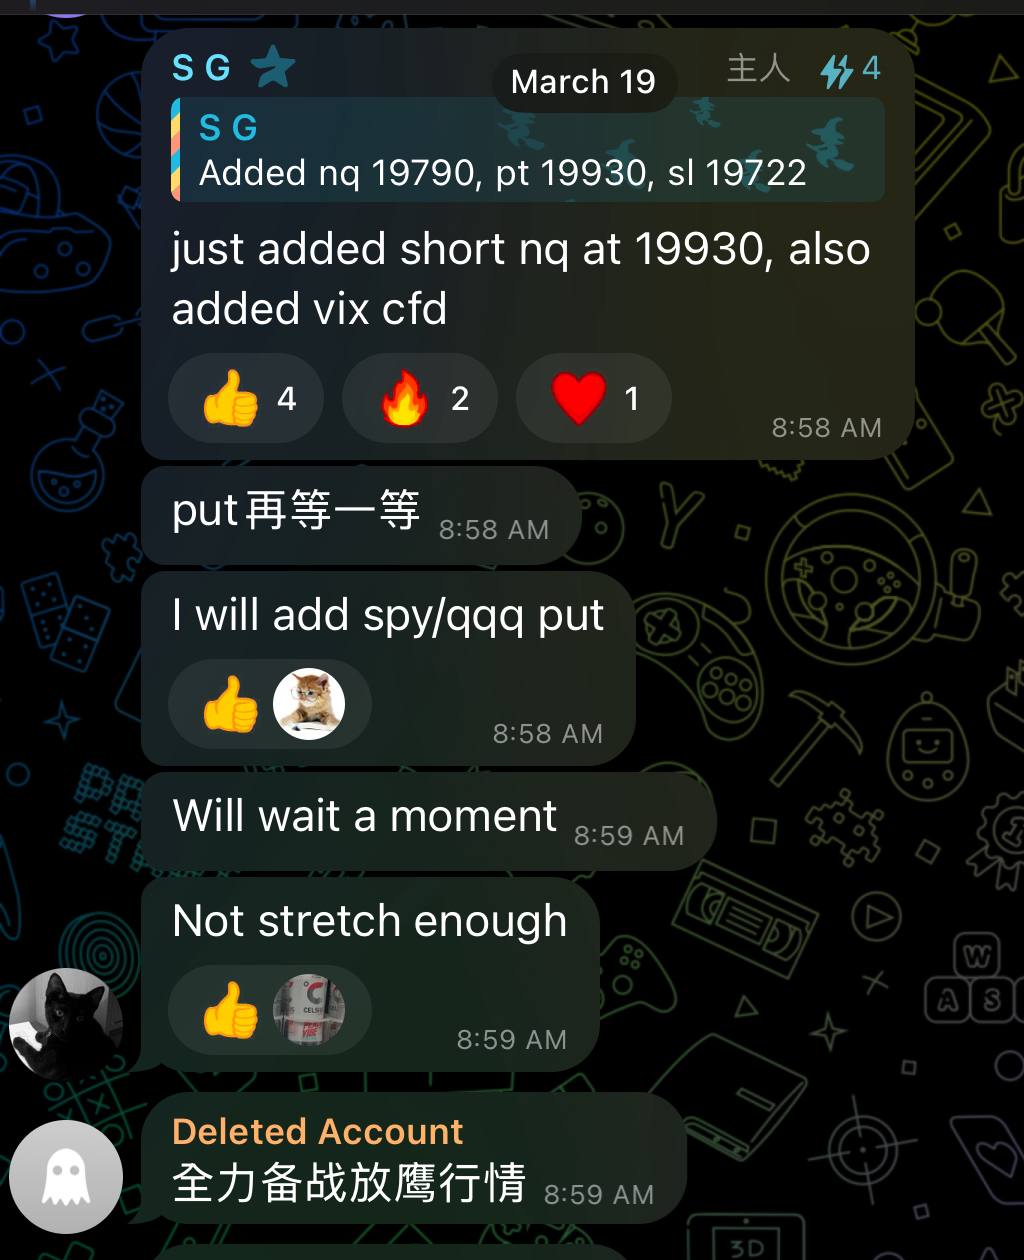 S G
March 19
主人
4
S G
Added nq 19790, pt 19930, sl 19722
just added short nq at 19930, also
added vix cfd
4
2
1
8:58 AM
put再等一等
8:58 AM
I will add spy/qqq put
8:58 AM
Will wait a moment
8:59 AM
Not stretch enough
8:59 AM
Deleted Account
全力备战放鹰行情
8:59 AM
W
A S
3D